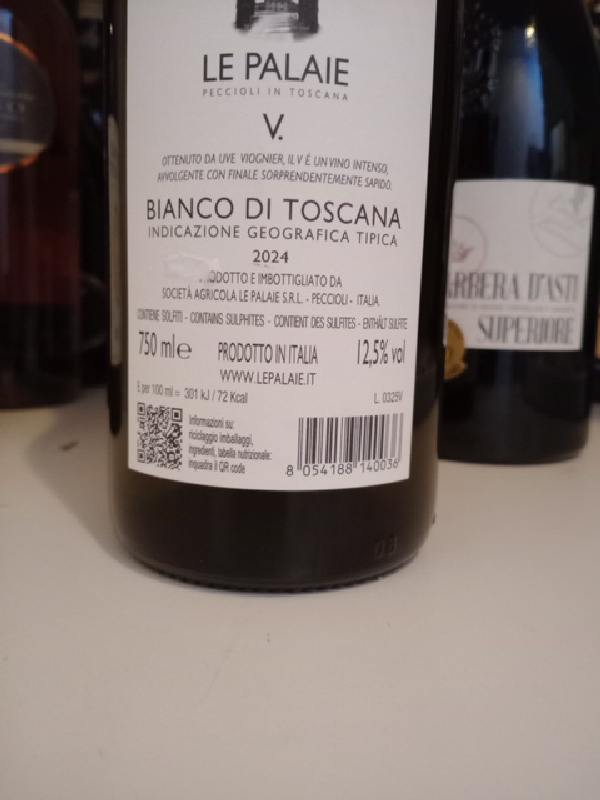 LE PALAIE
PECCIOLI IN TOSCANA
V.
OTTENUTO DA UVE VIOGNIER, IL V È UN VINO INTENSO,
AVVOLGENTE CON FINALE SORPRENDENTEMENTE SAPIDO.
BIANCO DI TOSCANA
INDICAZIONE GEOGRAFICA TIPICA
2024
E IMBOTTIGLIATO DA
SOCIETÀ AGRICOLA LE PALAIE S.R.L. - PECCIOLI - ITALIA
CONTIENE SOLFITI - CONTAINS SULPHITES - CONTIENT DES SULFITES - ENTHÄLT SULFITE
750 ml e PRODOTTO IN ITALIA 12,5% vol
WWW.LEPALAIE.IT
E per 100 ml = 301 kJ / 72 Kcal
L. 0325V
Informazioni su:
riciclaggio imballaggi,
ingredienti, tabella nutrizionale:
inquadra il QR code
8 054188 140036
RBERA D'ASTI
SUPERIORE